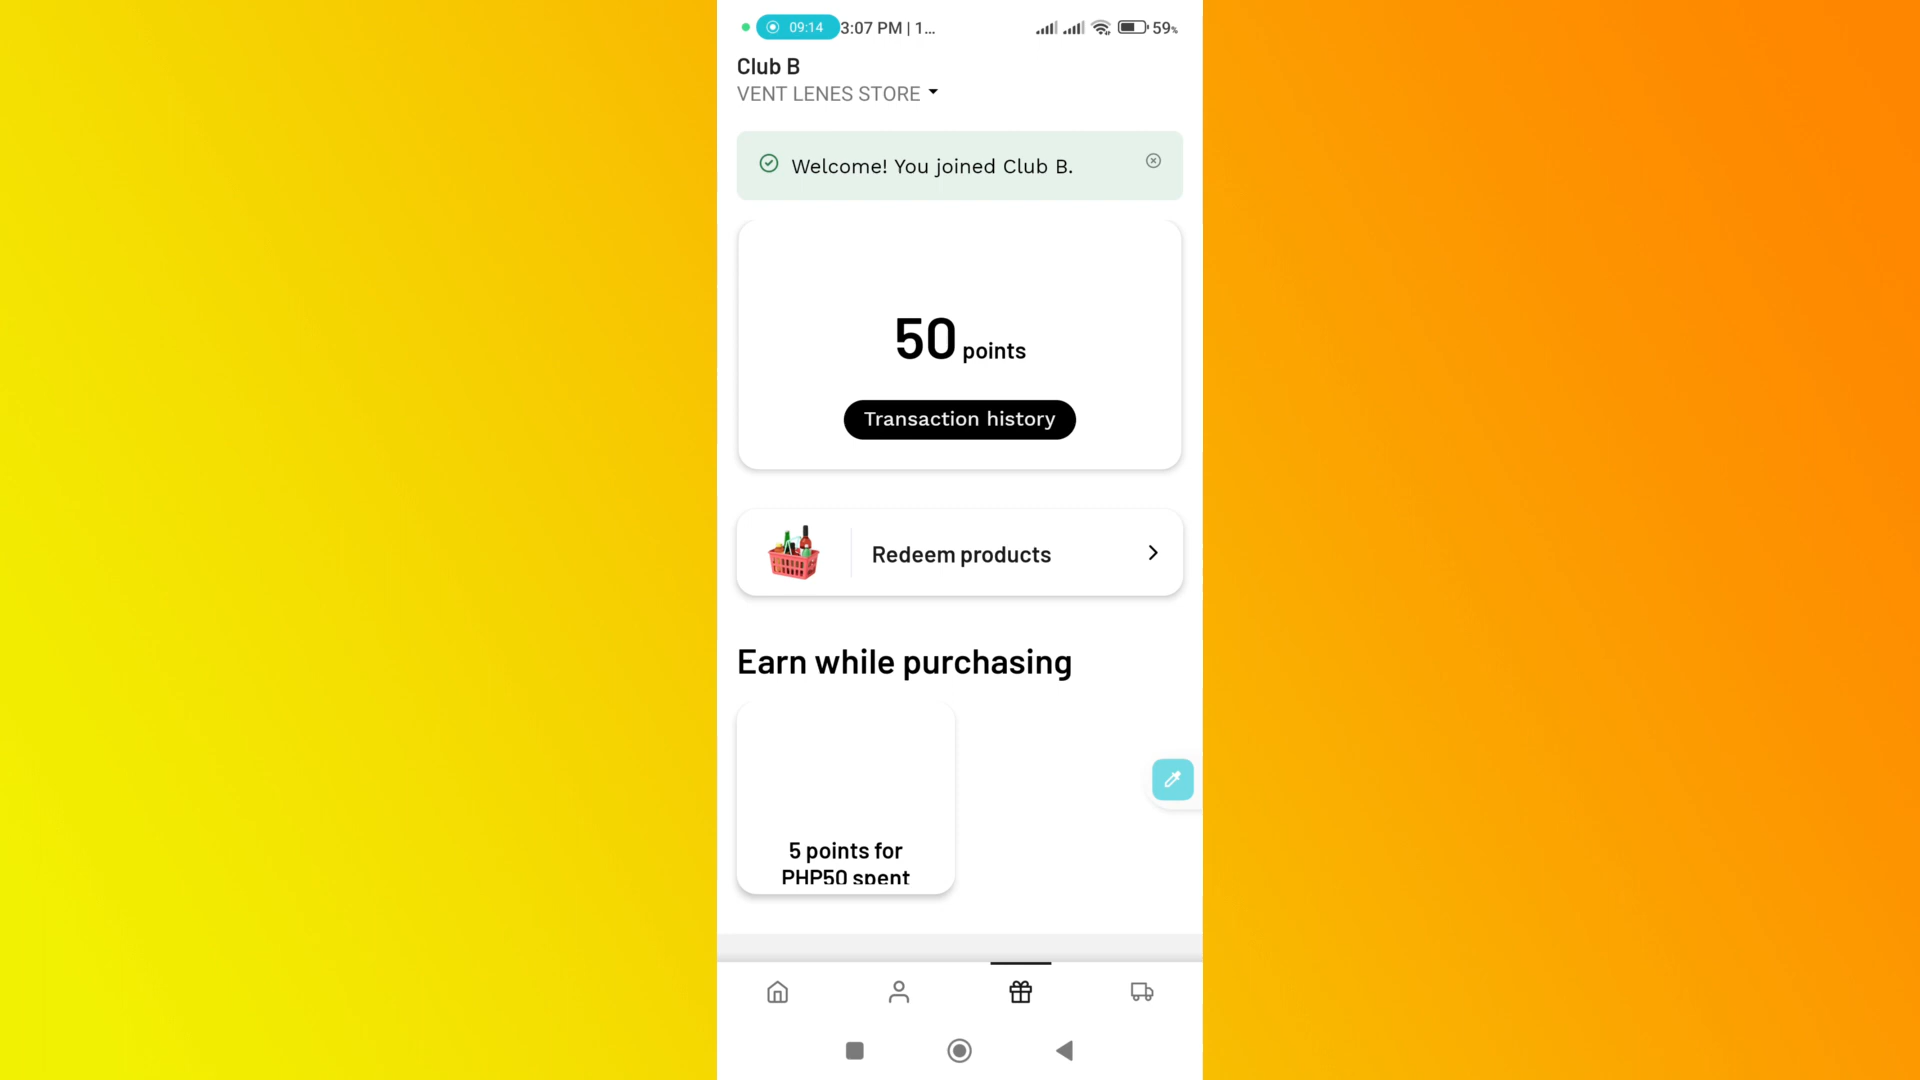 09:14 3:07 PM | 1... 59%
Club B
VENT LENES STORE
Welcome! You joined Club B.
50 points
Transaction history
Redeem products
Earn while purchasing
5 points for
PHP50 spent